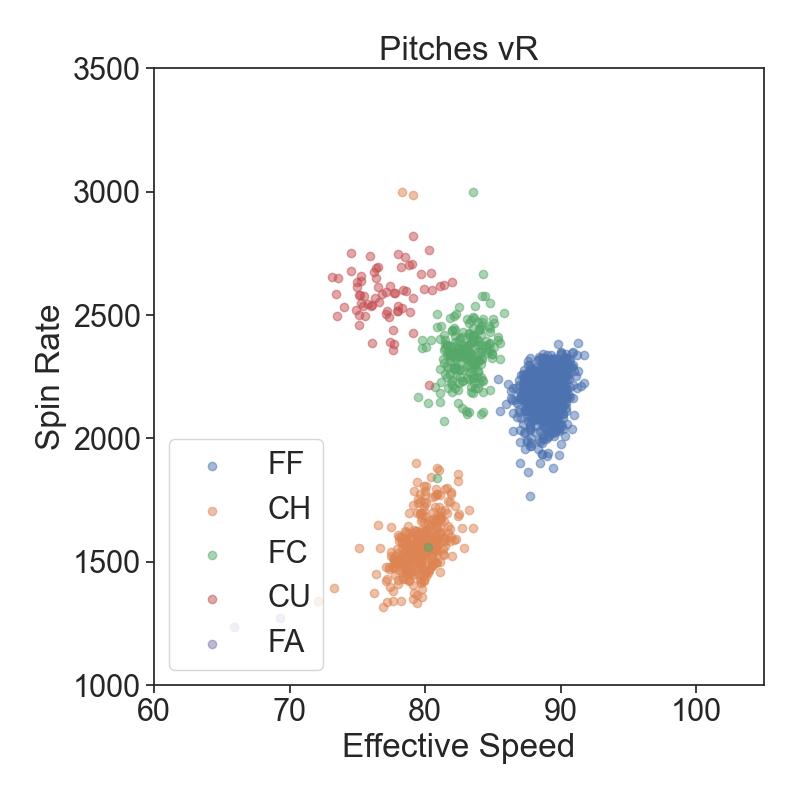 Pitches vR
3500
3000
2500
2000
1500
1000
Spin Rate
FF
CH
FC
CU
FA
60 70 80 90 100
Effective Speed